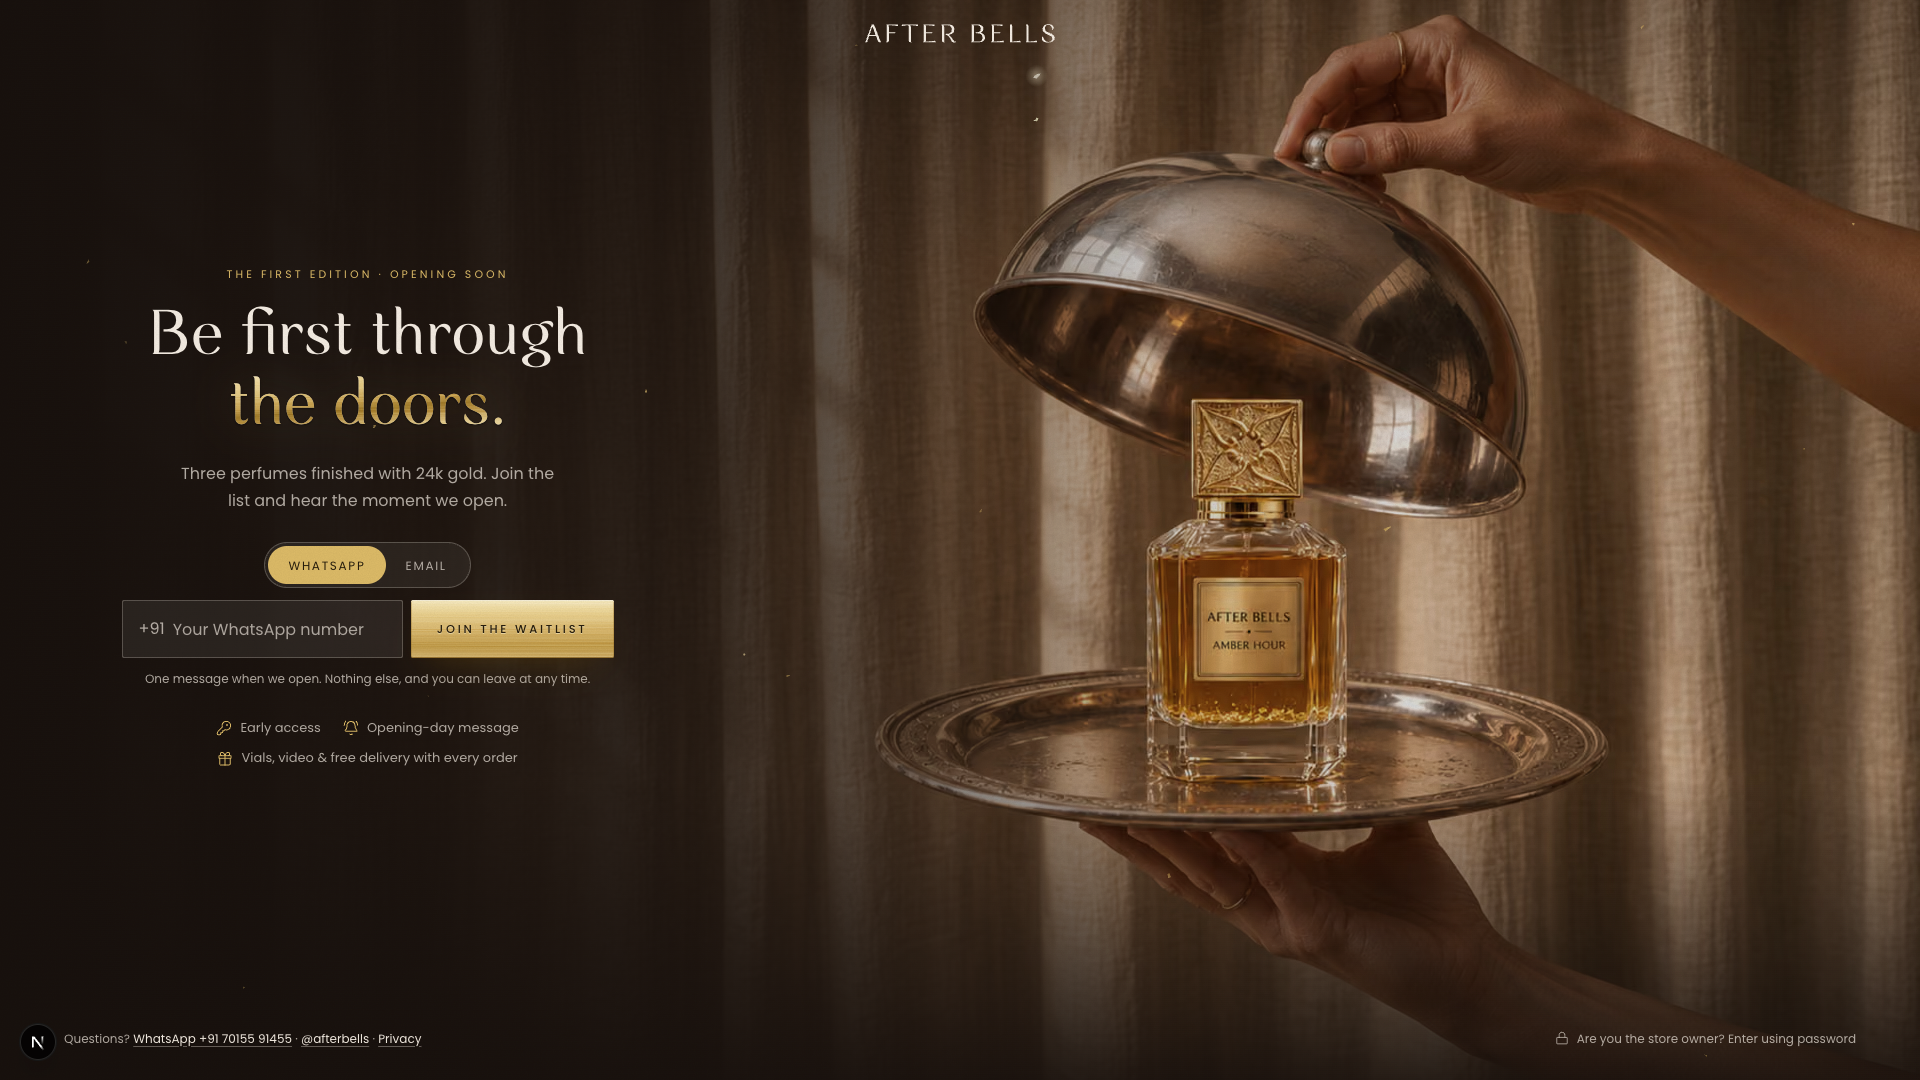 AFTER BELLS
THE FIRST EDITION · OPENING SOON
Be first through
the doors.
Three perfumes finished with 24k gold. Join the
list and hear the moment we open.
WHATSAPP EMAIL
+91 Your WhatsApp number
JOIN THE WAITLIST
One message when we open. Nothing else, and you can leave at any time.
Early access
Opening-day message
Vials, video & free delivery with every order
AFTER BELLS
AMBER HOUR
N
Questions? WhatsApp +91 70155 91455 · @afterbells · Privacy
Are you the store owner? Enter using password